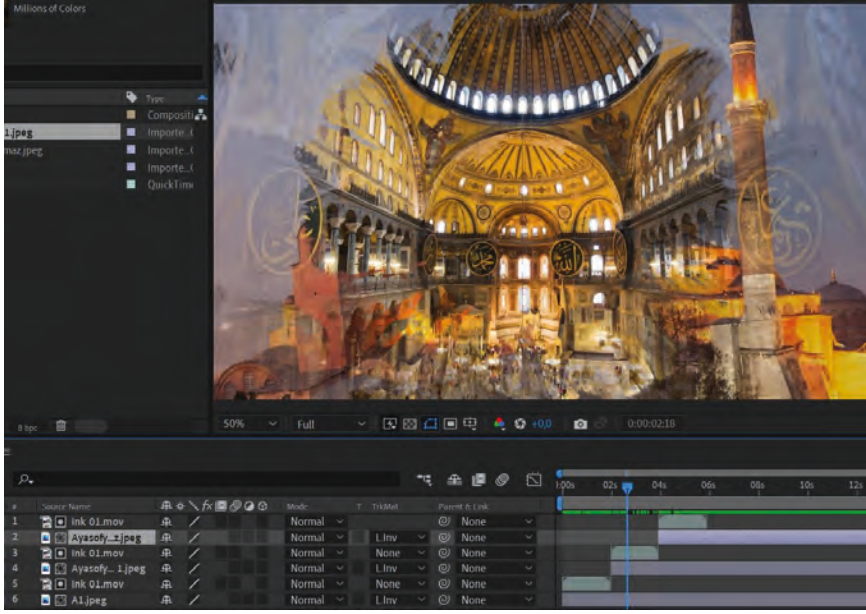 Millions of Colors
Type
Compositi
1.jpeg
Importe...(
maz.jpeg
Importe...(
Importe...(
QuickTime
8 bpc
50%
Full
+0,0
0:00:02:18
محمد
الله
:00s
02s
04s
06s
08s
10s
12s
#
Source Name
Mode
T
TrkMat
Parent & Link
1
Ink 01.mov
Normal
None
2
Ayasofy...z.jpeg
Normal
L.Inv
None
3
Ink 01.mov
Normal
None
None
4
Ayasofy... 1.jpeg
Normal
L.Inv
None
5
Ink 01.mov
Normal
None
None
6
A1.jpeg
Normal
L.Inv
None